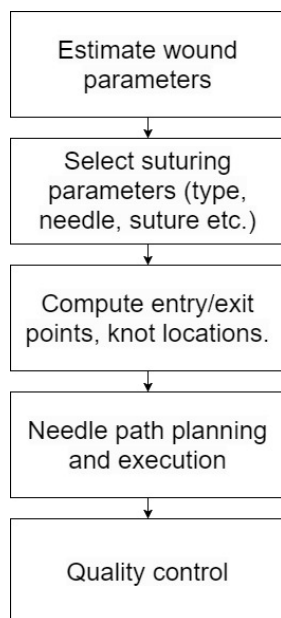 Estimate wound
parameters
Select suturing
parameters (type,
needle, suture etc.)
Compute entry/exit
points, knot locations.
Needle path planning
and execution
Quality control